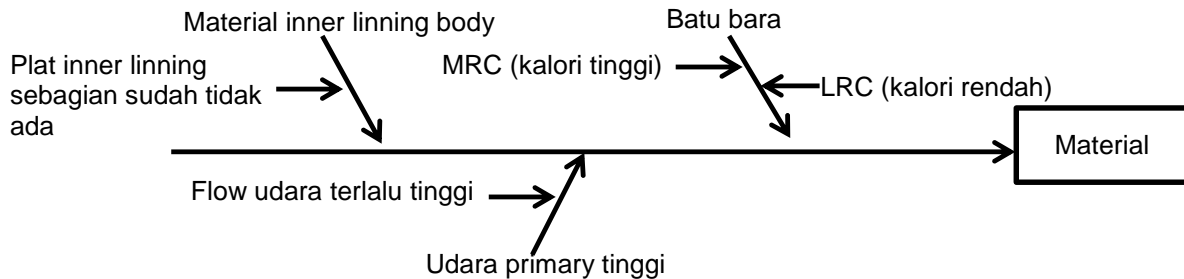 Material inner linning body
Batu bara
Plat inner linning
sebagian sudah tidak
ada
MRC (kalori tinggi)
LRC (kalori rendah)
Material
Flow udara terlalu tinggi
Udara primary tinggi